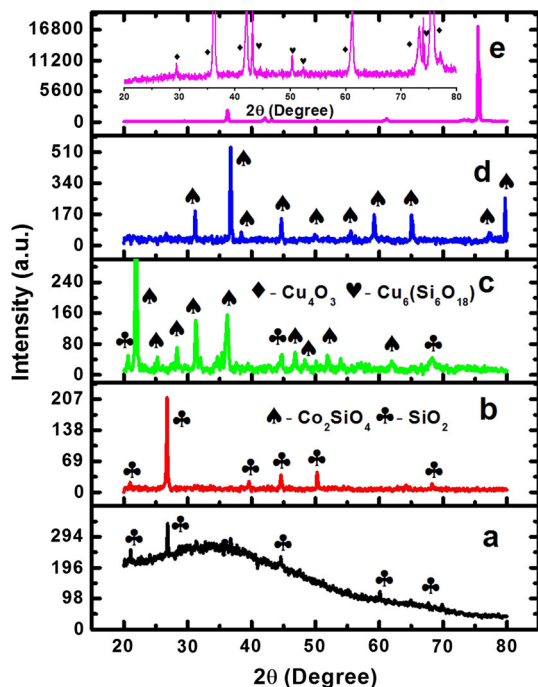 16800
11200
5600
0
e
20 30 40 50 60 70 80
2θ (Degree)
510
340
170
0
d
240
160
80
0
♦ - Cu4O3 ♥ - Cu6(Si6O18)
c
207
138
69
0
♠ - Co2SiO4 ♣ - SiO2
b
294
196
98
0
a
20 30 40 50 60 70 80
2θ (Degree)
Intensity (a.u.)